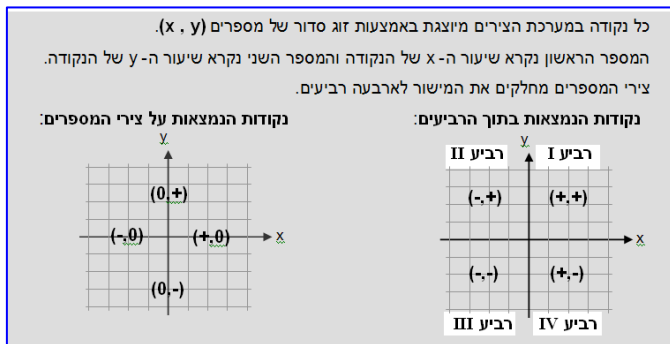 כל נקודה במערכת הצירים מיוצגת באמצעות זוג סדור של מספרים (x , y).
המספר הראשון נקרא שיעור ה- x של הנקודה והמספר השני נקרא שיעור ה- y של הנקודה.
צירי המספרים מחלקים את המישור לארבעה רביעים.
נקודות הנמצאות בתוך הרביעים:
y
רביע I
רביע II
(+,+)
(-,+)
x
(+,-)
(-,-)
רביע IV
רביע III
נקודות הנמצאות על צירי המספרים:
y
(0,+)
(+,0)
(-,0)
x
(0,-)